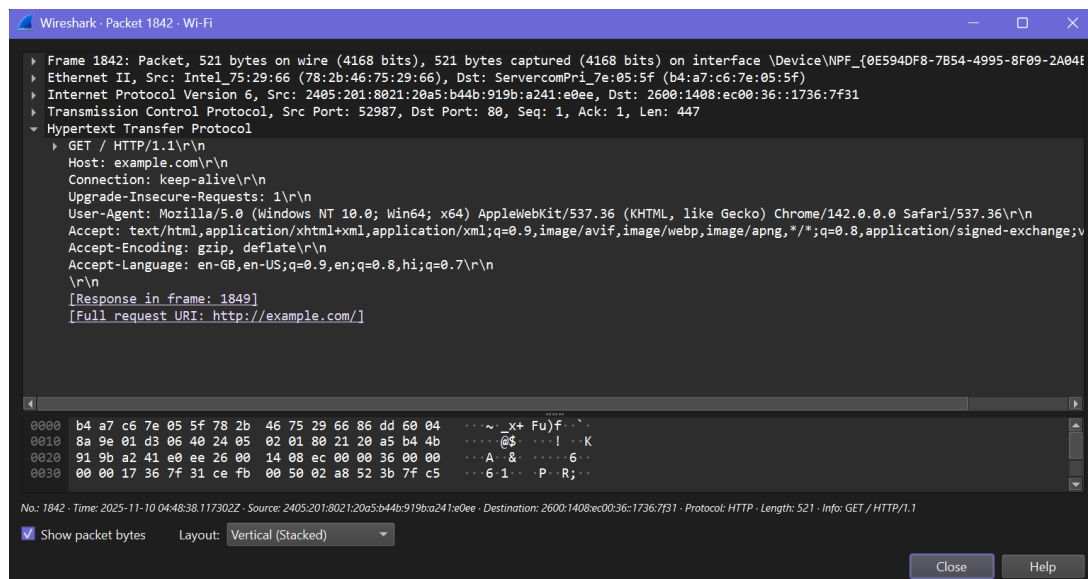 Wireshark · Packet 1842 · Wi-Fi
Frame 1842: Packet, 521 bytes on wire (4168 bits), 521 bytes captured (4168 bits) on interface \Device\NPF_{0E594DF8-7B54-4995-8F09-2A04E
Ethernet II, Src: Intel_75:29:66 (78:2b:46:75:29:66), Dst: ServercomPri_7e:05:5f (b4:a7:c6:7e:05:5f)
Internet Protocol Version 6, Src: 2405:201:8021:20a5:b44b:919b:a241:e0ee, Dst: 2600:1408:ec00:36::1736:7f31
Transmission Control Protocol, Src Port: 52987, Dst Port: 80, Seq: 1, Ack: 1, Len: 447
Hypertext Transfer Protocol
GET / HTTP/1.1\r\n
Host: example.com\r\n
Connection: keep-alive\r\n
Upgrade-Insecure-Requests: 1\r\n
User-Agent: Mozilla/5.0 (Windows NT 10.0; Win64; x64) AppleWebKit/537.36 (KHTML, like Gecko) Chrome/142.0.0.0 Safari/537.36\r\n
Accept: text/html,application/xhtml+xml,application/xml;q=0.9,image/avif,image/webp,image/apng,*/*;q=0.8,application/signed-exchange;v
Accept-Encoding: gzip, deflate\r\n
Accept-Language: en-GB,en-US;q=0.9,en;q=0.8,hi;q=0.7\r\n
\r\n
[Response in frame: 1849]
[Full request URI: http://example.com/]
0000 b4 a7 c6 7e 05 5f 78 2b 46 75 29 66 86 dd 60 04 ···~·_x+ Fu)f··`·
0010 8a 9e 01 d3 06 40 24 05 02 01 80 21 20 a5 b4 4b ·····@$· ···! ··K
0020 91 9b a2 41 e0 ee 26 00 14 08 ec 00 00 36 00 00 ···A··&· ·····6··
0030 00 00 17 36 7f 31 ce fb 00 50 02 a8 52 3b 7f c5 ···6·1·· ·P··R;··
No.: 1842 · Time: 2025-11-10 04:48:38.117302Z · Source: 2405:201:8021:20a5:b44b:919b:a241:e0ee · Destination: 2600:1408:ec00:36::1736:7f31 · Protocol: HTTP · Length: 521 · Info: GET / HTTP/1.1
Show packet bytes Layout: Vertical (Stacked)
Close Help